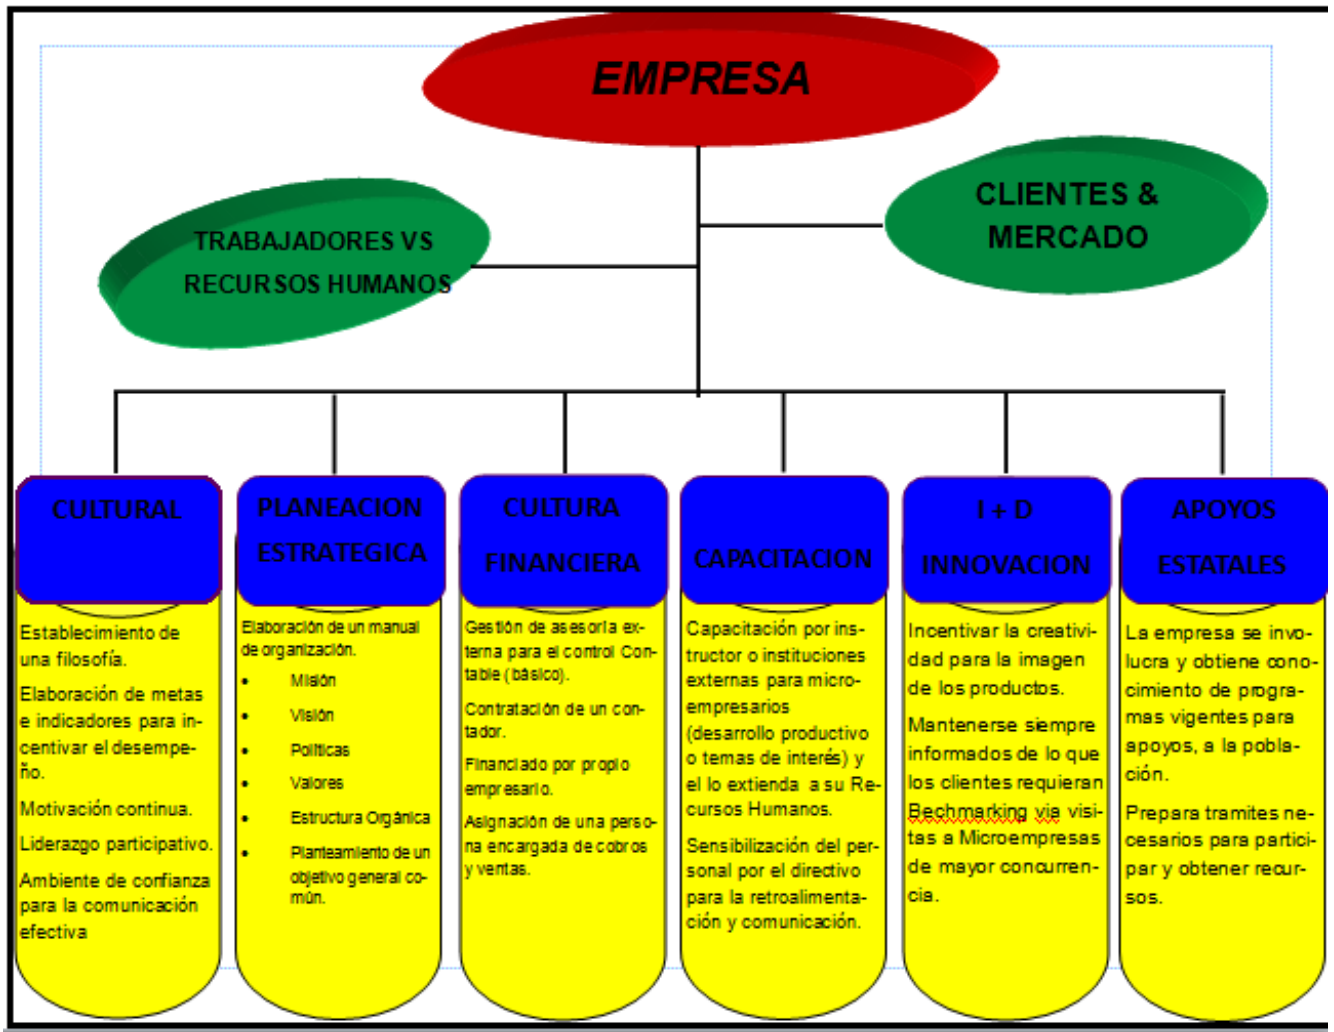 EMPRESA
CLIENTES &
MERCADO
TRABAJADORES VS
RECURSOS HUMANOS
CULTURAL
Establecimiento de
una filosofía.
Elaboración de metas
e indicadores para in-
centivar el desempe-
ño.
Motivación continua.
Liderazgo participativo.
Ambiente de confianza
para la comunicación
efectiva
PLANEACION
ESTRATEGICA
Elaboración de un manual
de organización.
• Misión
• Visión
• Políticas
• Valores
• Estructura Orgánica
• Planteamiento de un
objetivo general co-
mún.
CULTURA
FINANCIERA
Gestión de asesoría ex-
terna para el control Con-
table (básico).
Contratación de un con-
tador.
Financiado por propio
empresario.
Asignación de una perso-
na encargada de cobros
y ventas.
CAPACITACION
Capacitación por ins-
tructor o instituciones
externas para micro-
empresarios
(desarrollo productivo
o temas de interés) y
el lo extienda a su Re-
cursos Humanos.
Sensibilización del per-
sonal por el directivo
para la retroalimenta-
ción y comunicación.
I + D
INNOVACION
Incentivar la creativi-
dad para la imagen
de los productos.
Mantenerse siempre
informados de lo que
los clientes requieran
Bechmarking via visi-
tas a Microempresas
de mayor concurren-
cia.
APOYOS
ESTATALES
La empresa se invo-
lucra y obtiene cono-
cimiento de progra-
mas vigentes para
apoyos, a la pobla-
ción.
Prepara tramites ne-
cesarios para partici-
par y obtener recur-
sos.